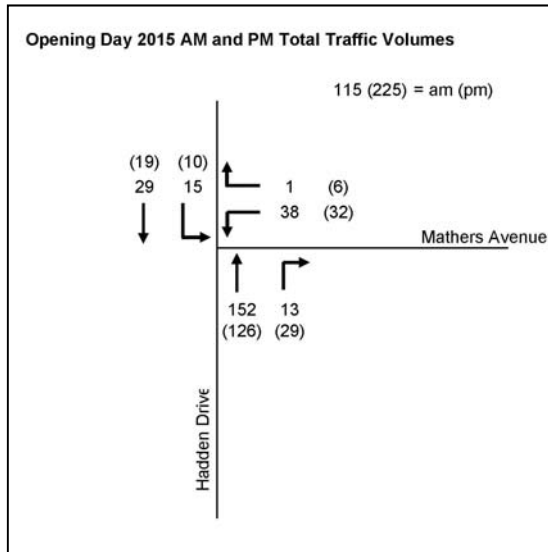 Opening Day 2015 AM and PM Total Traffic Volumes
115 (225) = am (pm)
(19) (10)
29 15 1 (6)
38 (32)
Mathers Avenue
152 13
(126) (29)
Hadden Drive